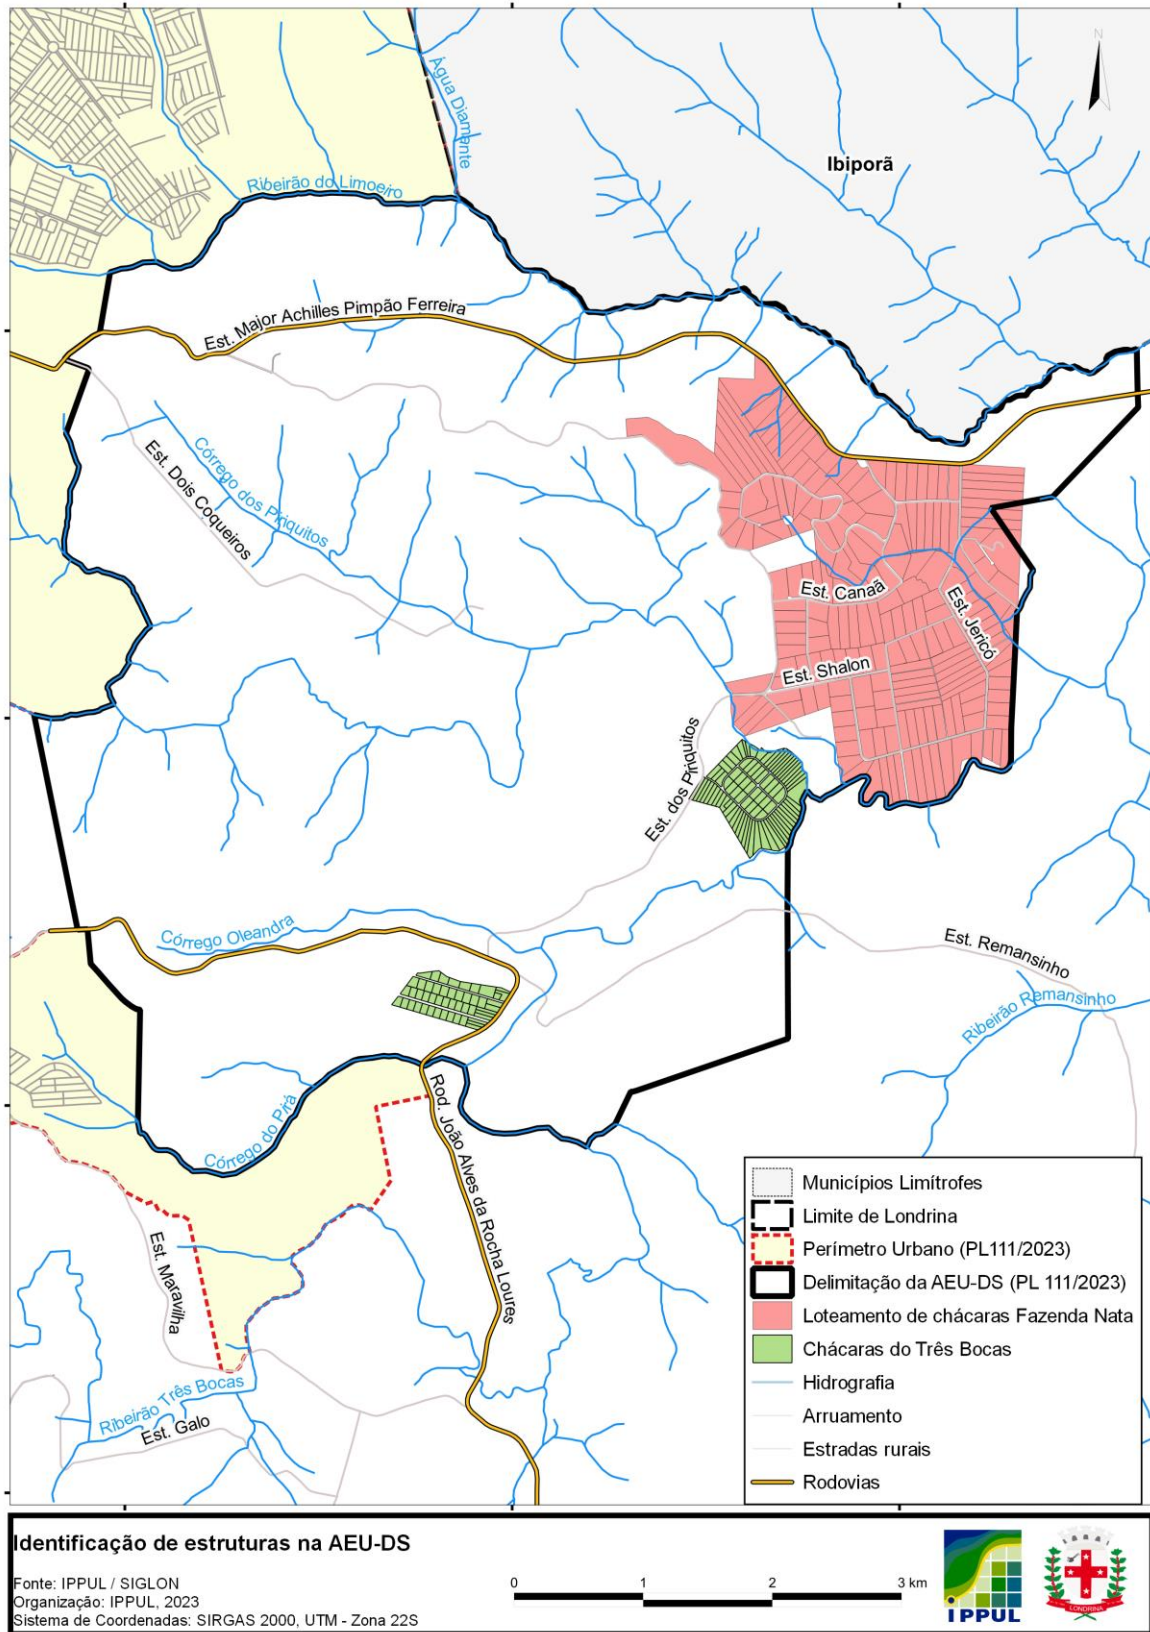 N
Água Diamante
Ibiporã
Ribeirão do Limoeiro
Est. Major Achilles Pimpão Ferreira
Est. Dois Coqueiros
Córrego dos Piriquitos
Est. Canaã
Est. Jericó
Est. Shalon
Est. dos Piriquitos
Córrego Oleandra
Est. Remansinho
Ribeirão Remansinho
Córrego do Pirá
Rod. João Alves da Rocha Loures
Est. Maravilha
Ribeirão Três Bocas
Est. Galo
Municípios Limítrofes
Limite de Londrina
Perímetro Urbano (PL111/2023)
Delimitação da AEU-DS (PL 111/2023)
Loteamento de chácaras Fazenda Nata
Chácaras do Três Bocas
Hidrografia
Arruamento
Estradas rurais
Rodovias
Identificação de estruturas na AEU-DS
Fonte: IPPUL / SIGLON
Organização: IPPUL, 2023
Sistema de Coordenadas: SIRGAS 2000, UTM - Zona 22S
0 1 2 3 km
IPPUL
LONDRINA